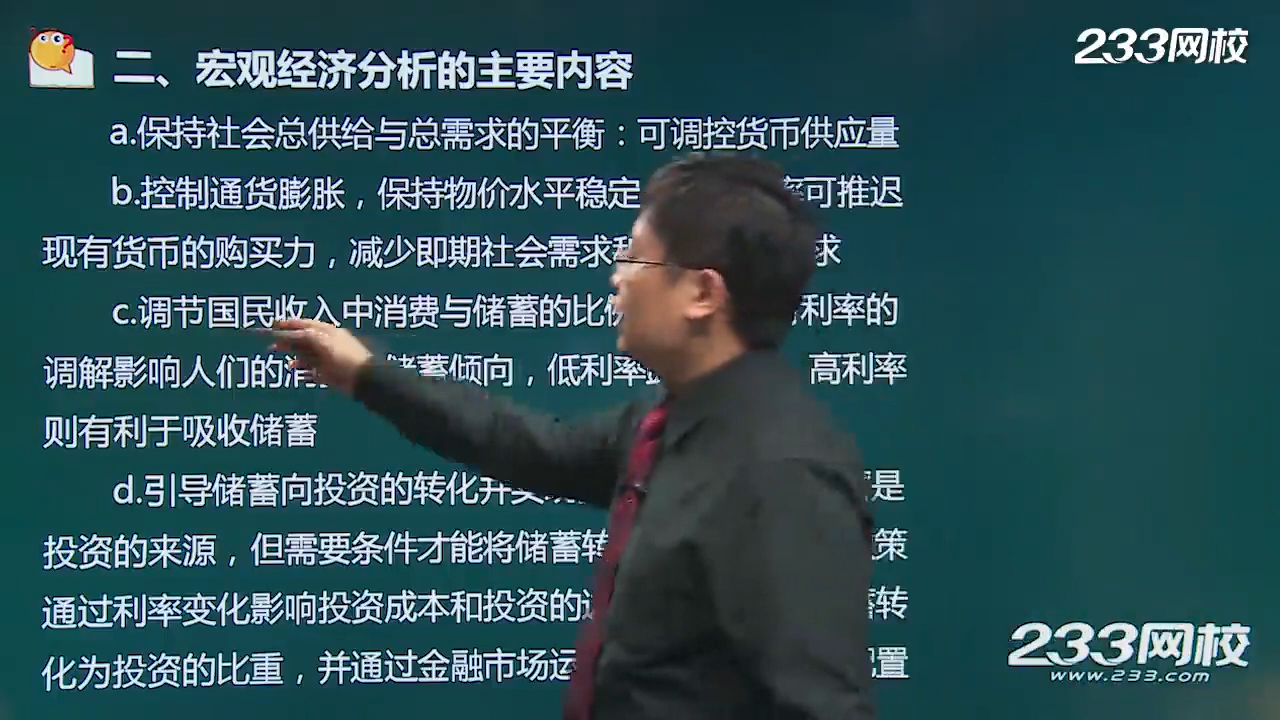 233网校
二、宏观经济分析的主要内容
a.保持社会总供给与总需求的平衡：可调控货币供应量
b.控制通货膨胀，保持物价水平稳定 率可推迟
现有货币的购买力，减少即期社会需求 求
c.调节国民收入中消费与储蓄的比 利率的
调解影响人们的消 储蓄倾向，低利率 高利率
则有利于吸收储蓄
d.引导储蓄向投资的转化并实 是
投资的来源，但需要条件才能将储蓄转 策
通过利率变化影响投资成本和投资的 转
化为投资的比重，并通过金融市场运 配置
233网校
www.233.com